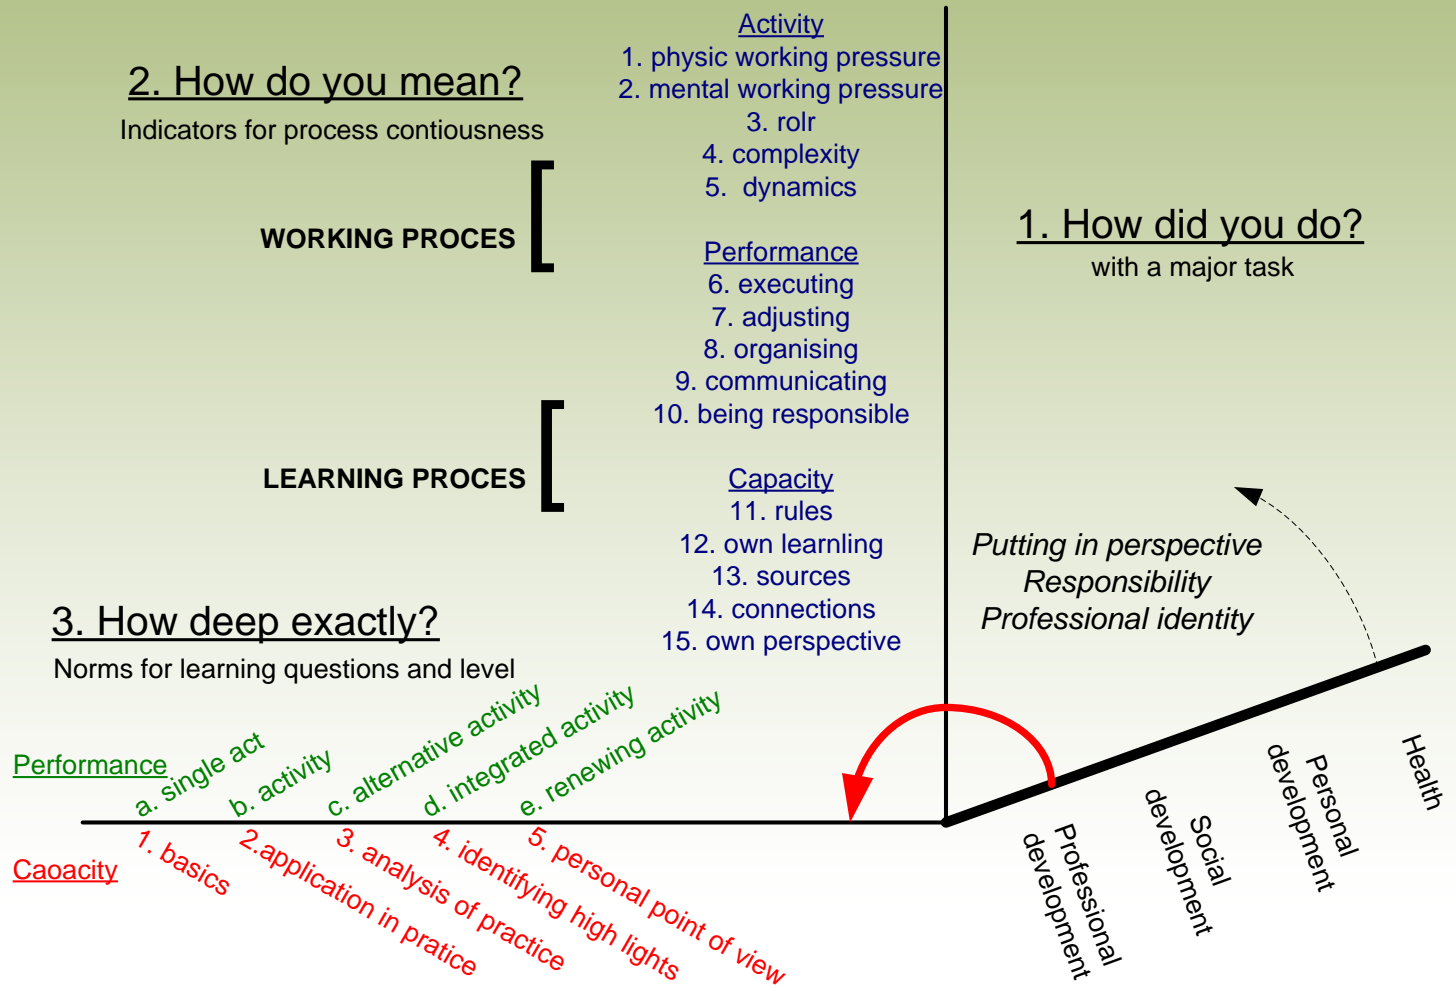 2. How do you mean?
Indicators for process contiousness
WORKING PROCES
LEARNING PROCES
Activity
1. physic working pressure
2. mental working pressure
3. rolr
4. complexity
5. dynamics
Performance
6. executing
7. adjusting
8. organising
9. communicating
10. being responsible
Capacity
11. rules
12. own learnling
13. sources
14. connections
15. own perspective
1. How did you do?
with a major task
Putting in perspective
Responsibility
Professional identity
3. How deep exactly?
Norms for learning questions and level
Performance
a. single act
b. activity
c. alternative activity
d. integrated activity
e. renewing activity
Caoacity
1. basics
2.application in pratice
3. analysis of practice
4. identifying high lights
5. personal point of view
Professional
development
Social
development
Personal
development
Health